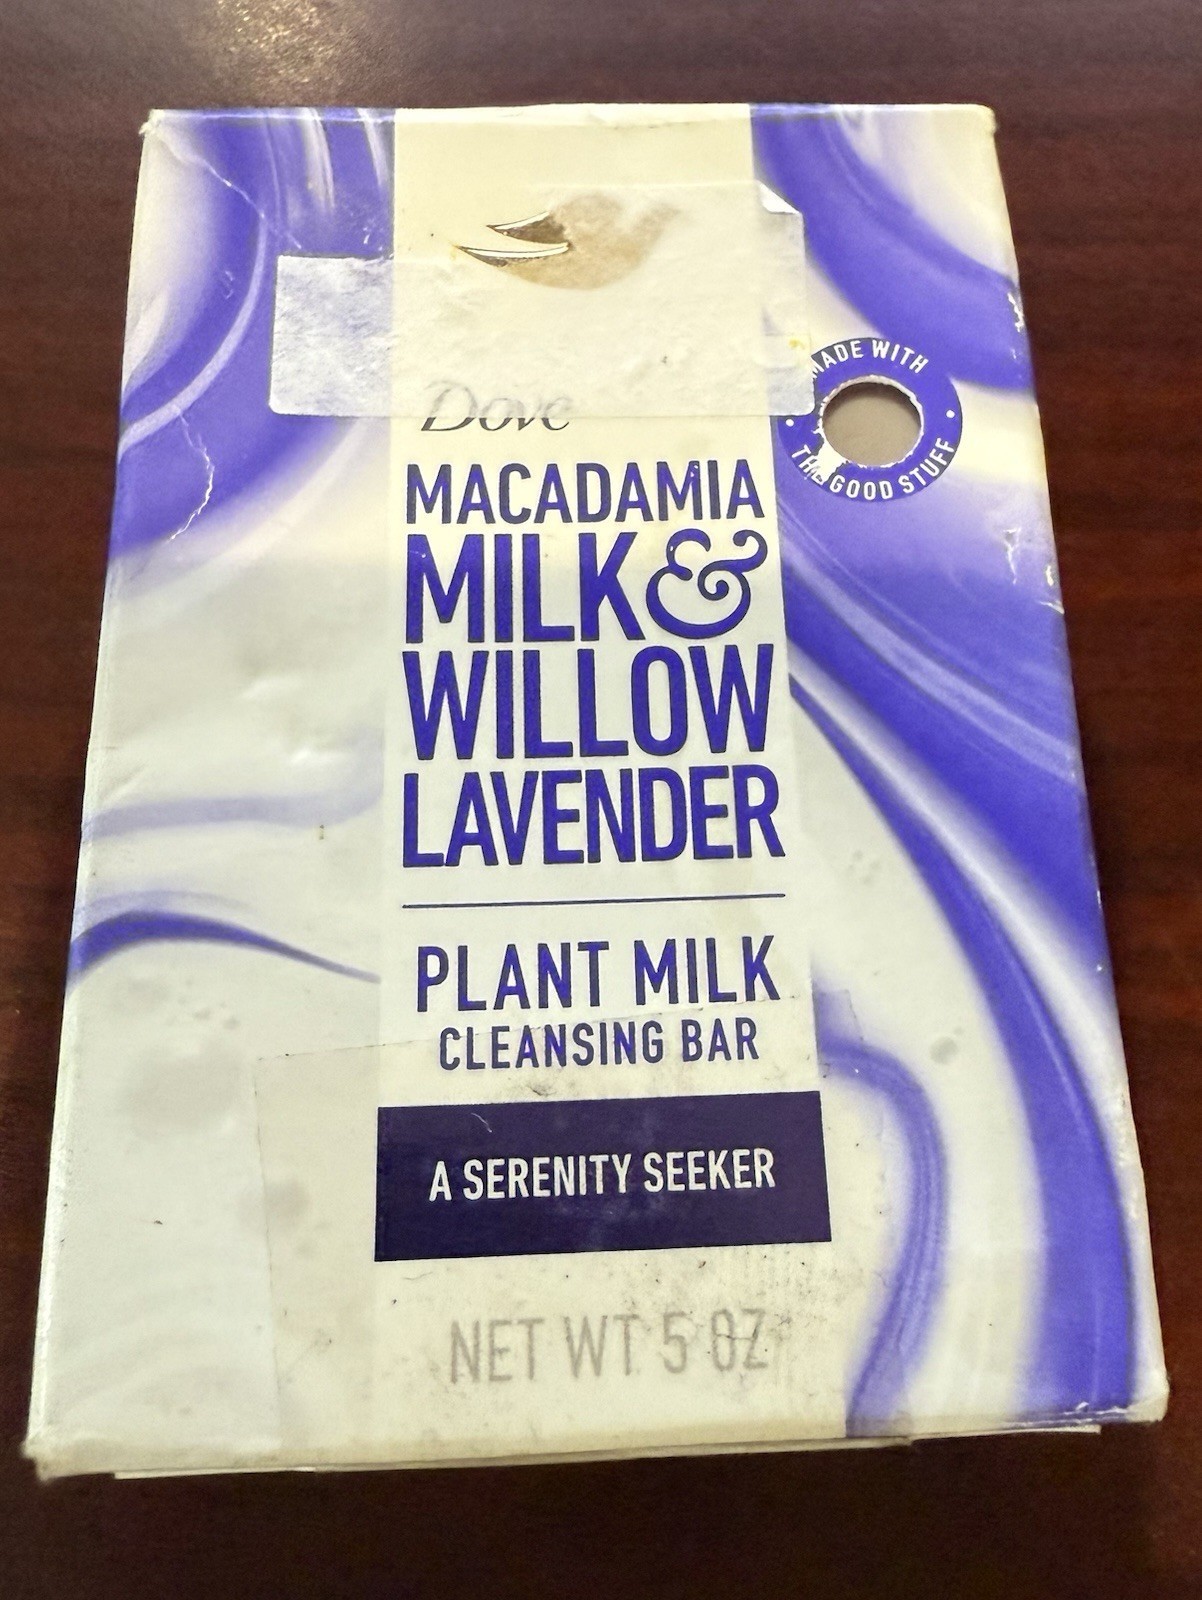 Dove
MADE WITH
THE GOOD STUFF
MACADAMIA
MILK &
WILLOW
LAVENDER
PLANT MILK
CLEANSING BAR
A SERENITY SEEKER
NET WT 5 OZ